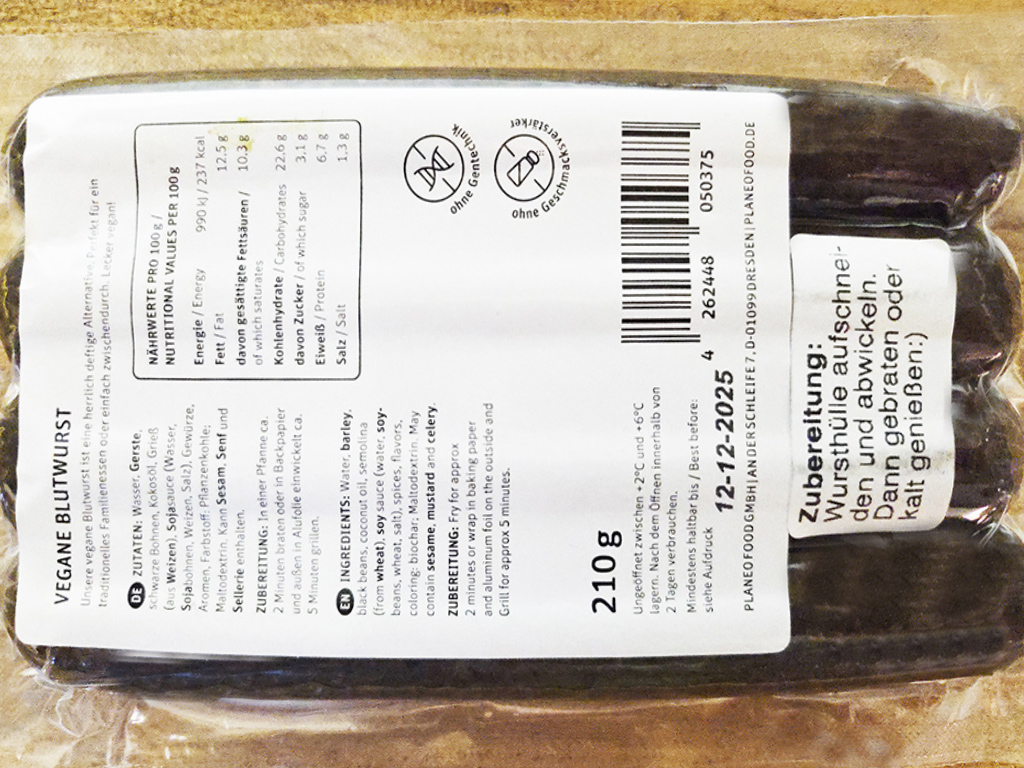 VEGANE BLUTWURST
Unsere vegane Blutwurst ist eine herrlich deftige Alternative. Perfekt für ein
traditionelles Familienessen oder einfach zwischendurch. Lecker vegan!
DE ZUTATEN: Wasser, Gerste,
schwarze Bohnen, Kokosöl, Grieß
(aus Weizen), Sojasauce (Wasser,
Sojabohnen, Weizen, Salz), Gewürze,
Aromen, Farbstoff: Pflanzenkohle;
Maltodextrin. Kann Sesam, Senf und
Sellerie enthalten.
ZUBEREITUNG: In einer Pfanne ca.
2 Minuten braten oder in Backpapier
und außen in Alufolie einwickelt ca.
5 Minuten grillen.
EN INGREDIENTS: Water, barley,
black beans, coconut oil, semolina
(from wheat), soy sauce (water, soy-
beans, wheat, salt), spices, flavors,
coloring: biochar; Maltodextrin. May
contain sesame, mustard and celery.
ZUBEREITUNG: Fry for approx
2 minutes or wrap in baking paper
and aluminum foil on the outside and
Grill for approx 5 minutes.
NÄHRWERTE PRO 100 g /
NUTRITIONAL VALUES PER 100 g
Energie / Energy 990 kJ / 237 kcal
Fett / Fat 12,5 g
davon gesättigte Fettsäuren / 10,3 g
of which saturates
Kohlenhydrate / Carbohydrates 22,6 g
davon Zucker / of which sugar 3,1 g
Eiweiß / Protein 6,7 g
Salz / Salt 1,3 g
ohne Gentechnik
ohne Geschmacksverstärker
210 g
Ungeöffnet zwischen +2°C und +6°C
lagern. Nach dem Öffnen innerhalb von
2 Tagen verbrauchen.
Mindestens haltbar bis / Best before:
siehe Aufdruck
12-12-2025
4 262448 050375
PLANEO FOOD GMBH | AN DER SCHLEIFE 7, D-01099 DRESDEN | PLANEOFOOD.DE
Zubereitung:
Wursthülle aufschnei-
den und abwickeln.
Dann gebraten oder
kalt genießen:)